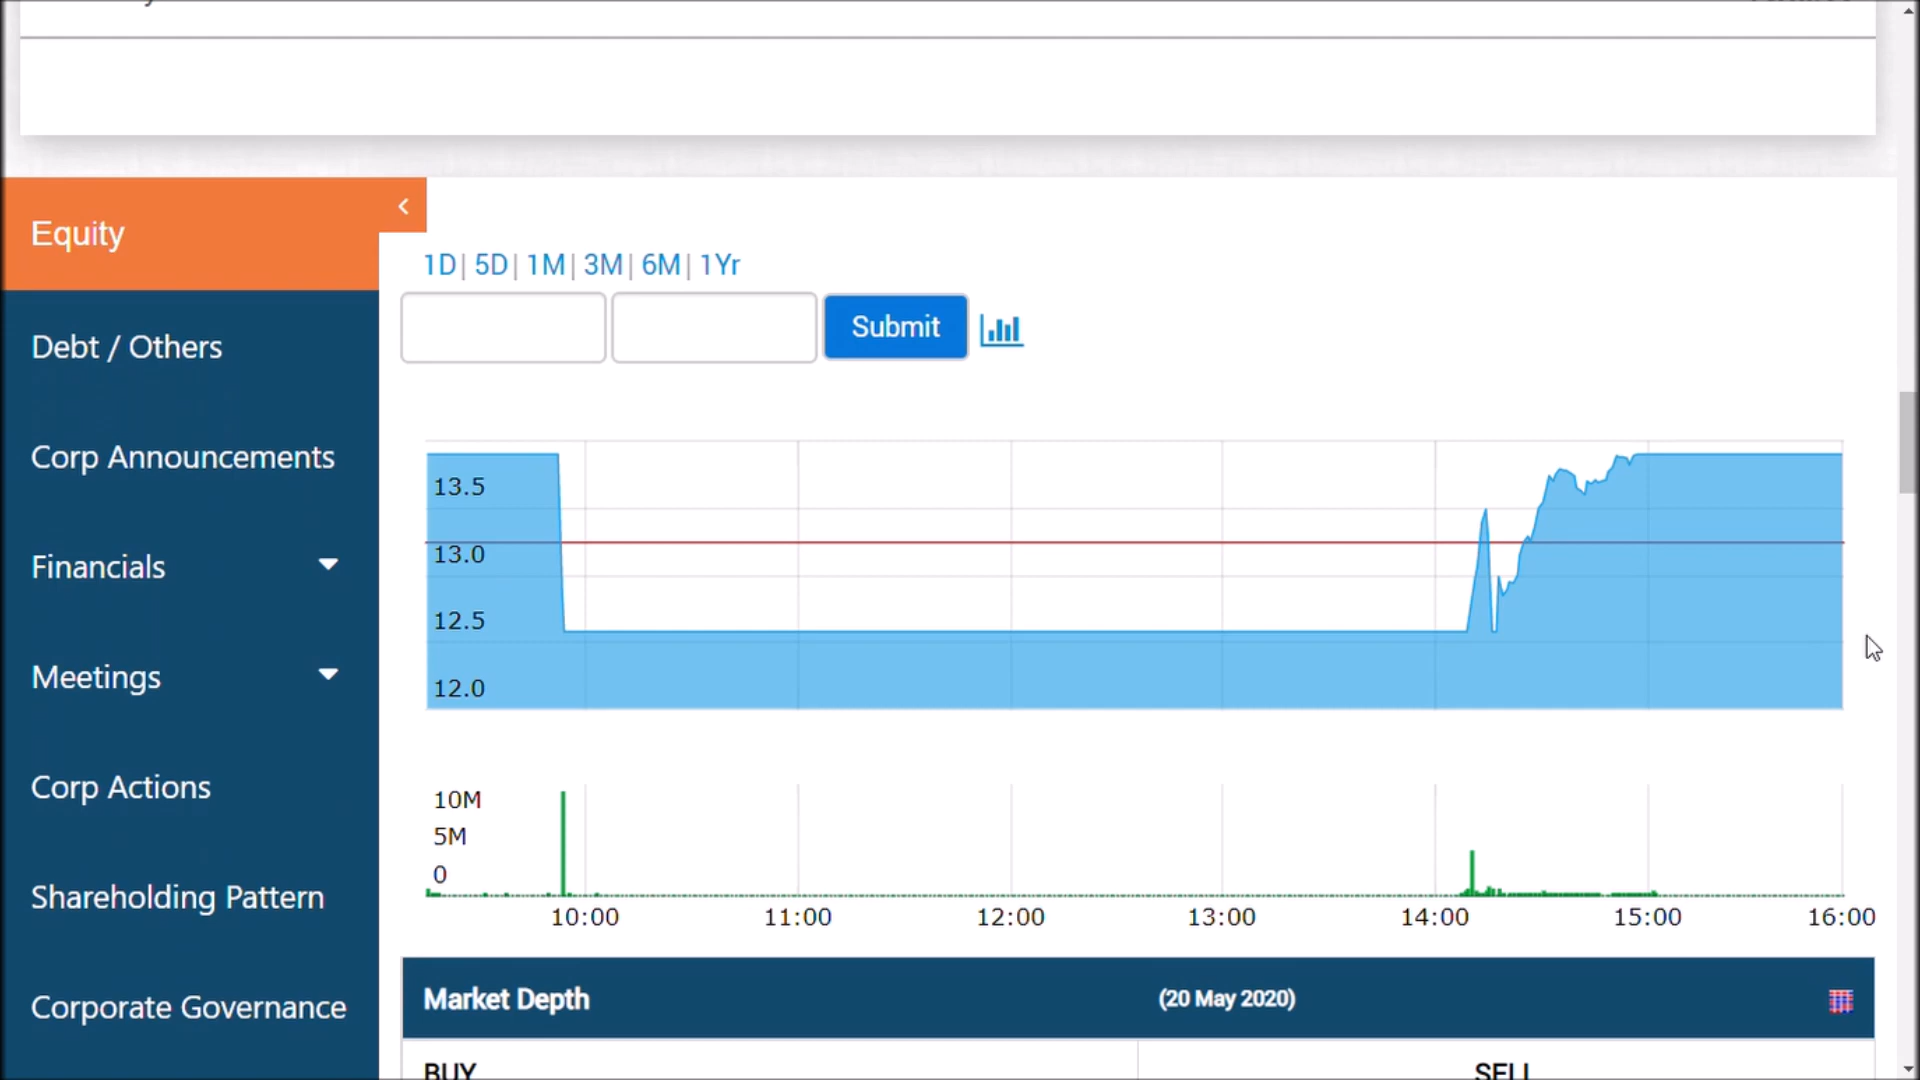 Equity
1D| 5D| 1M| 3M| 6M| 1Yr
Submit
Debt / Others
Corp Announcements
Financials
Meetings
Corp Actions
Shareholding Pattern
Corporate Governance
13.5
13.0
12.5
12.0
10M
5M
0
10:00 11:00 12:00 13:00 14:00 15:00 16:00
Market Depth (20 May 2020)
BUY SELL